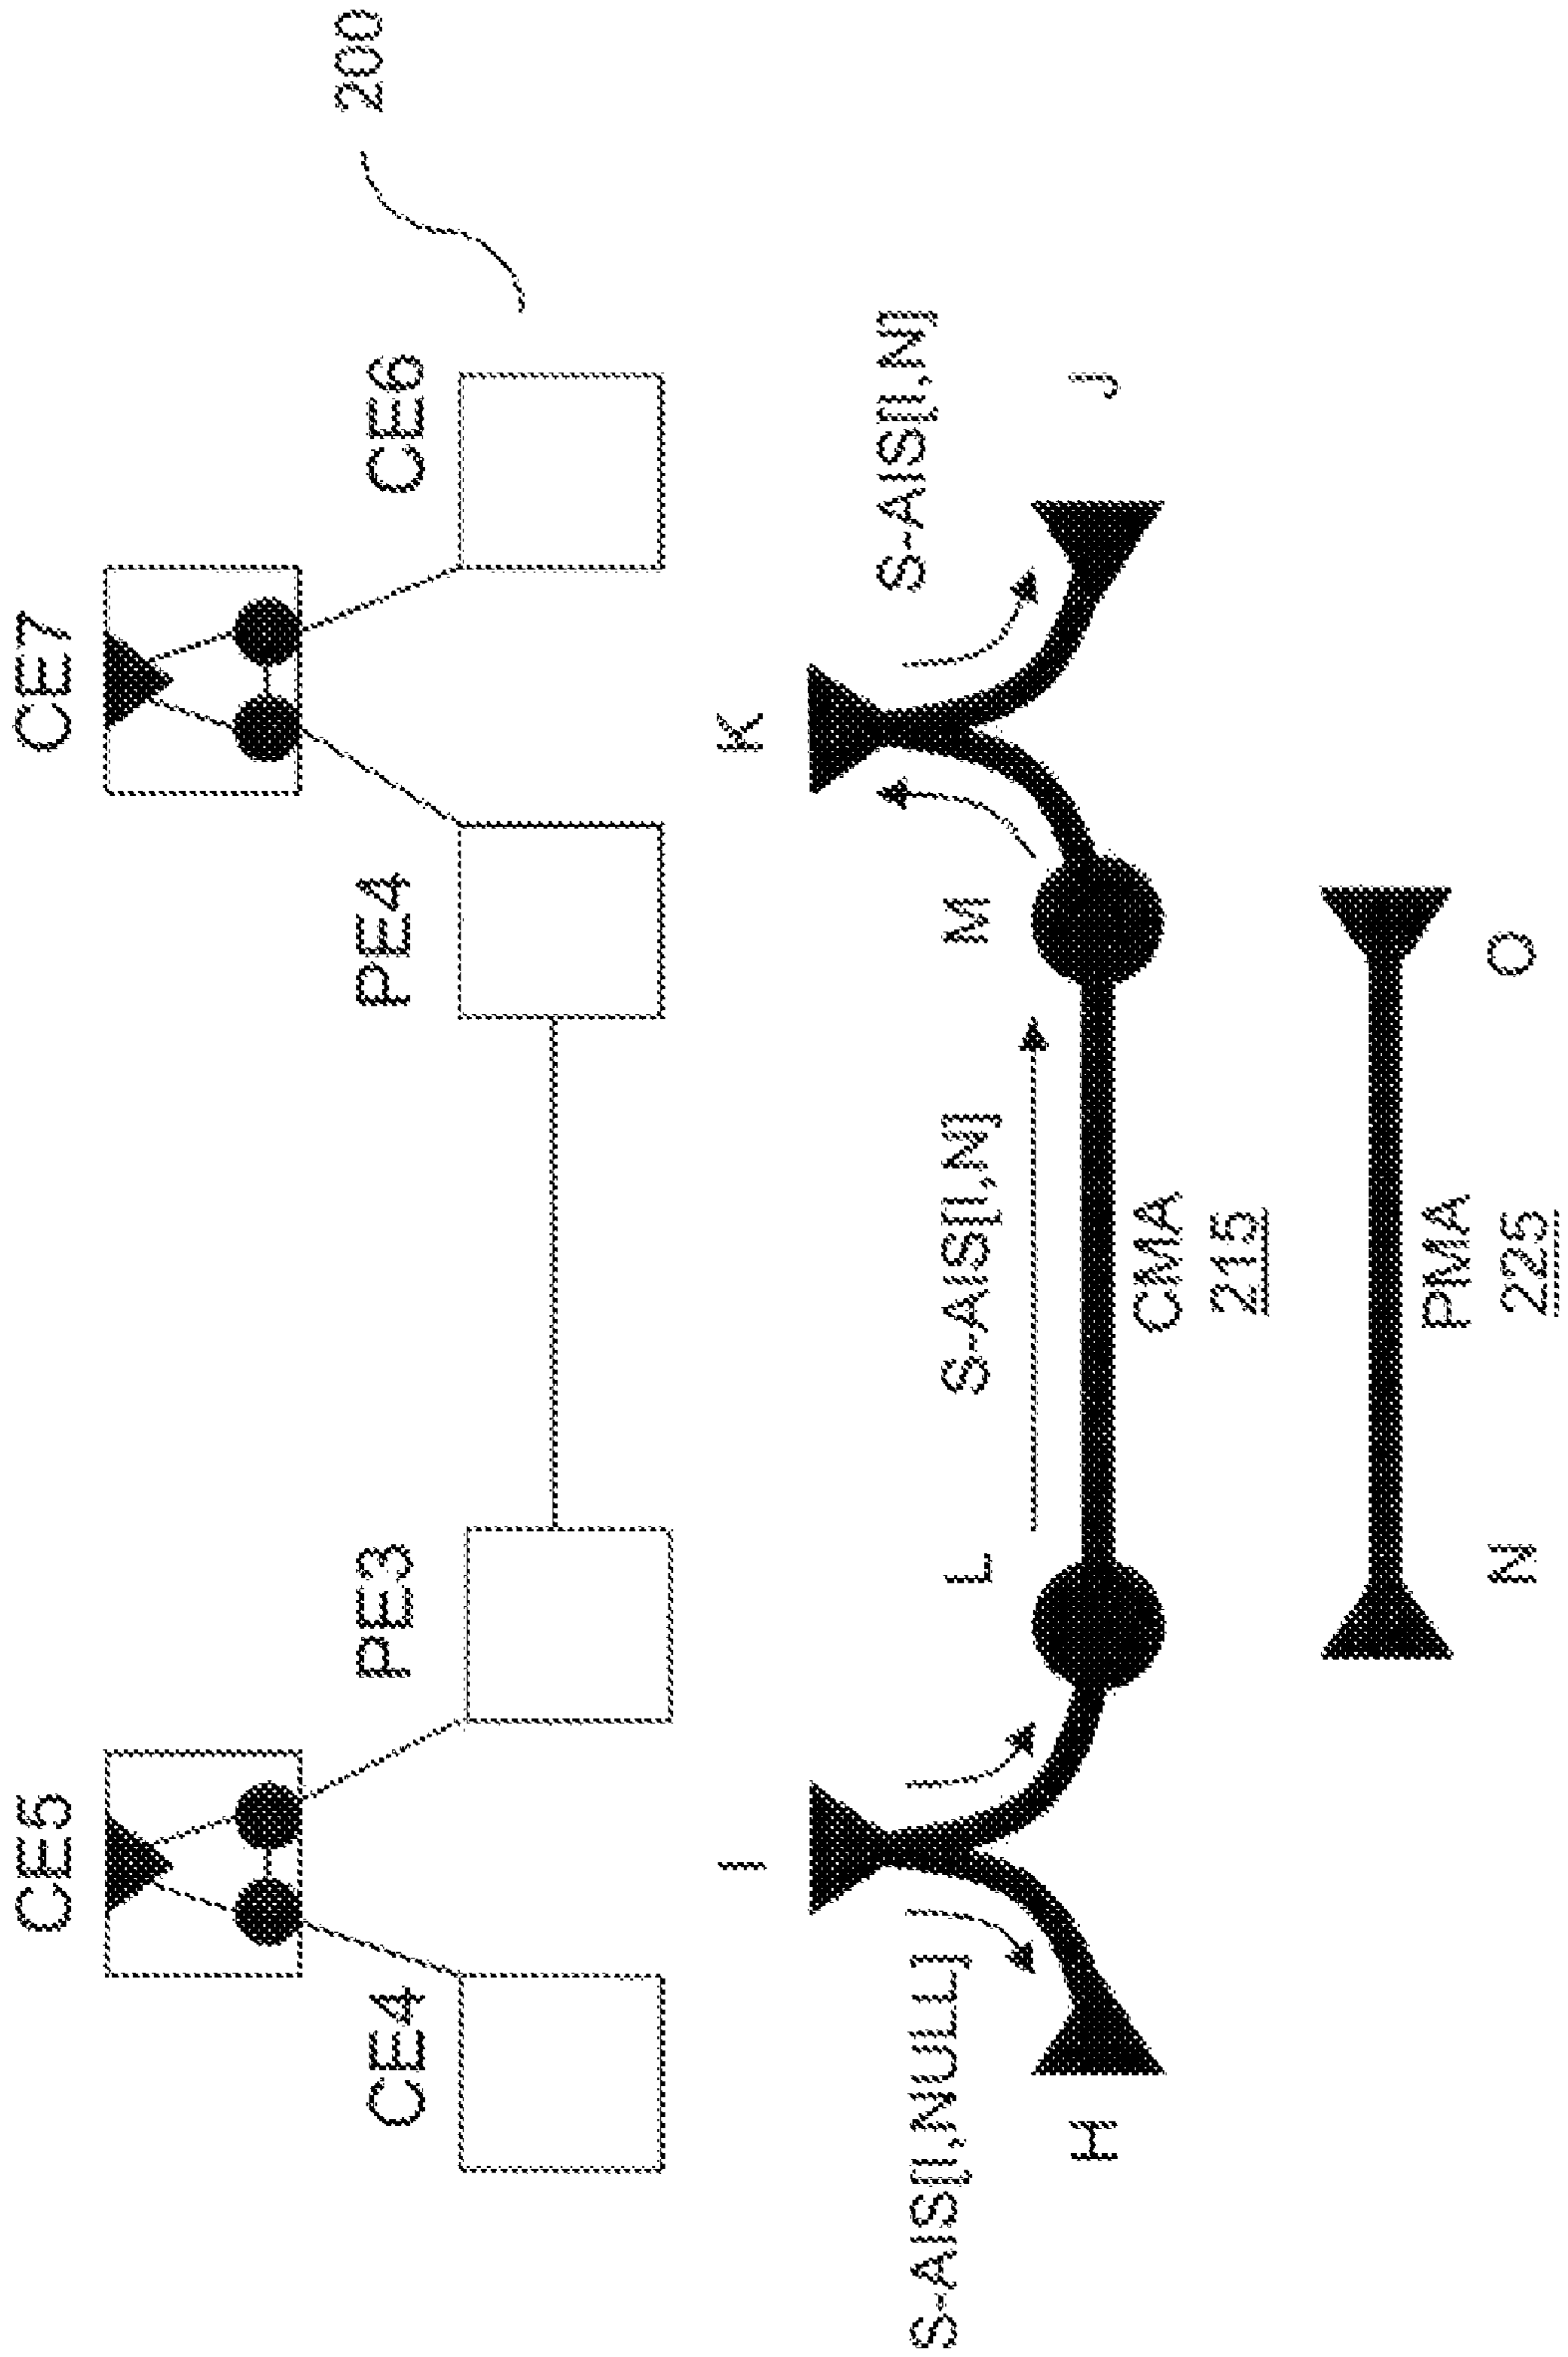 200
CE5
CE7
CE4
PE3
PE4
CE6
I
K
S-AIS[I,NULL]
L
S-AIS[I,N]
M
S-AIS[I,N]
H
J
CMA
215
N
PMA
225
O